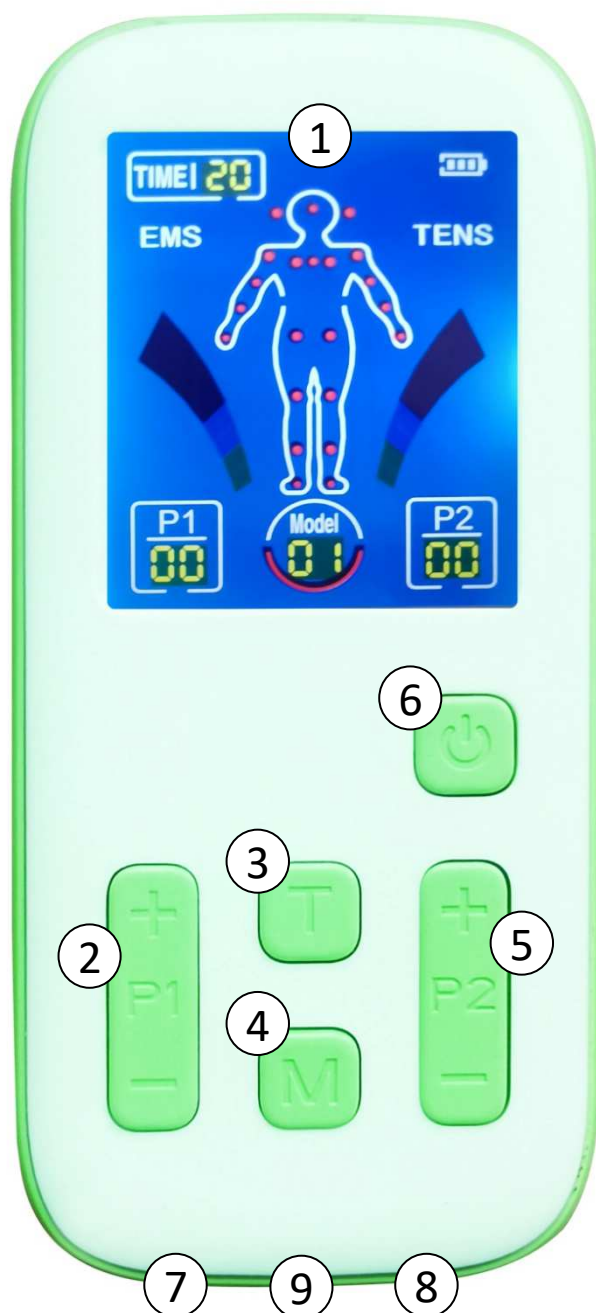 1
TIME 20
EMS TENS
P1 Model P2
00 01 00
6
3
+ T +
2 5
P1 P2
4
- M -
7 9 8